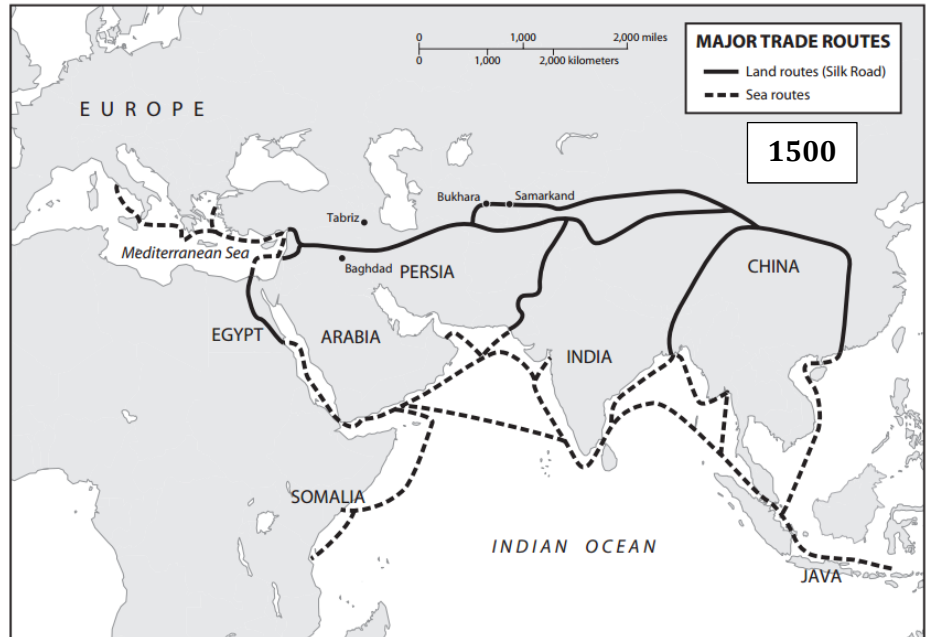 0 1,000 2,000 miles
0 1,000 2,000 kilometers
MAJOR TRADE ROUTES
Land routes (Silk Road)
Sea routes
1500
EUROPE
Bukhara Samarkand
Tabriz
Mediterranean Sea
Baghdad
PERSIA
CHINA
EGYPT
ARABIA
INDIA
SOMALIA
INDIAN OCEAN
JAVA